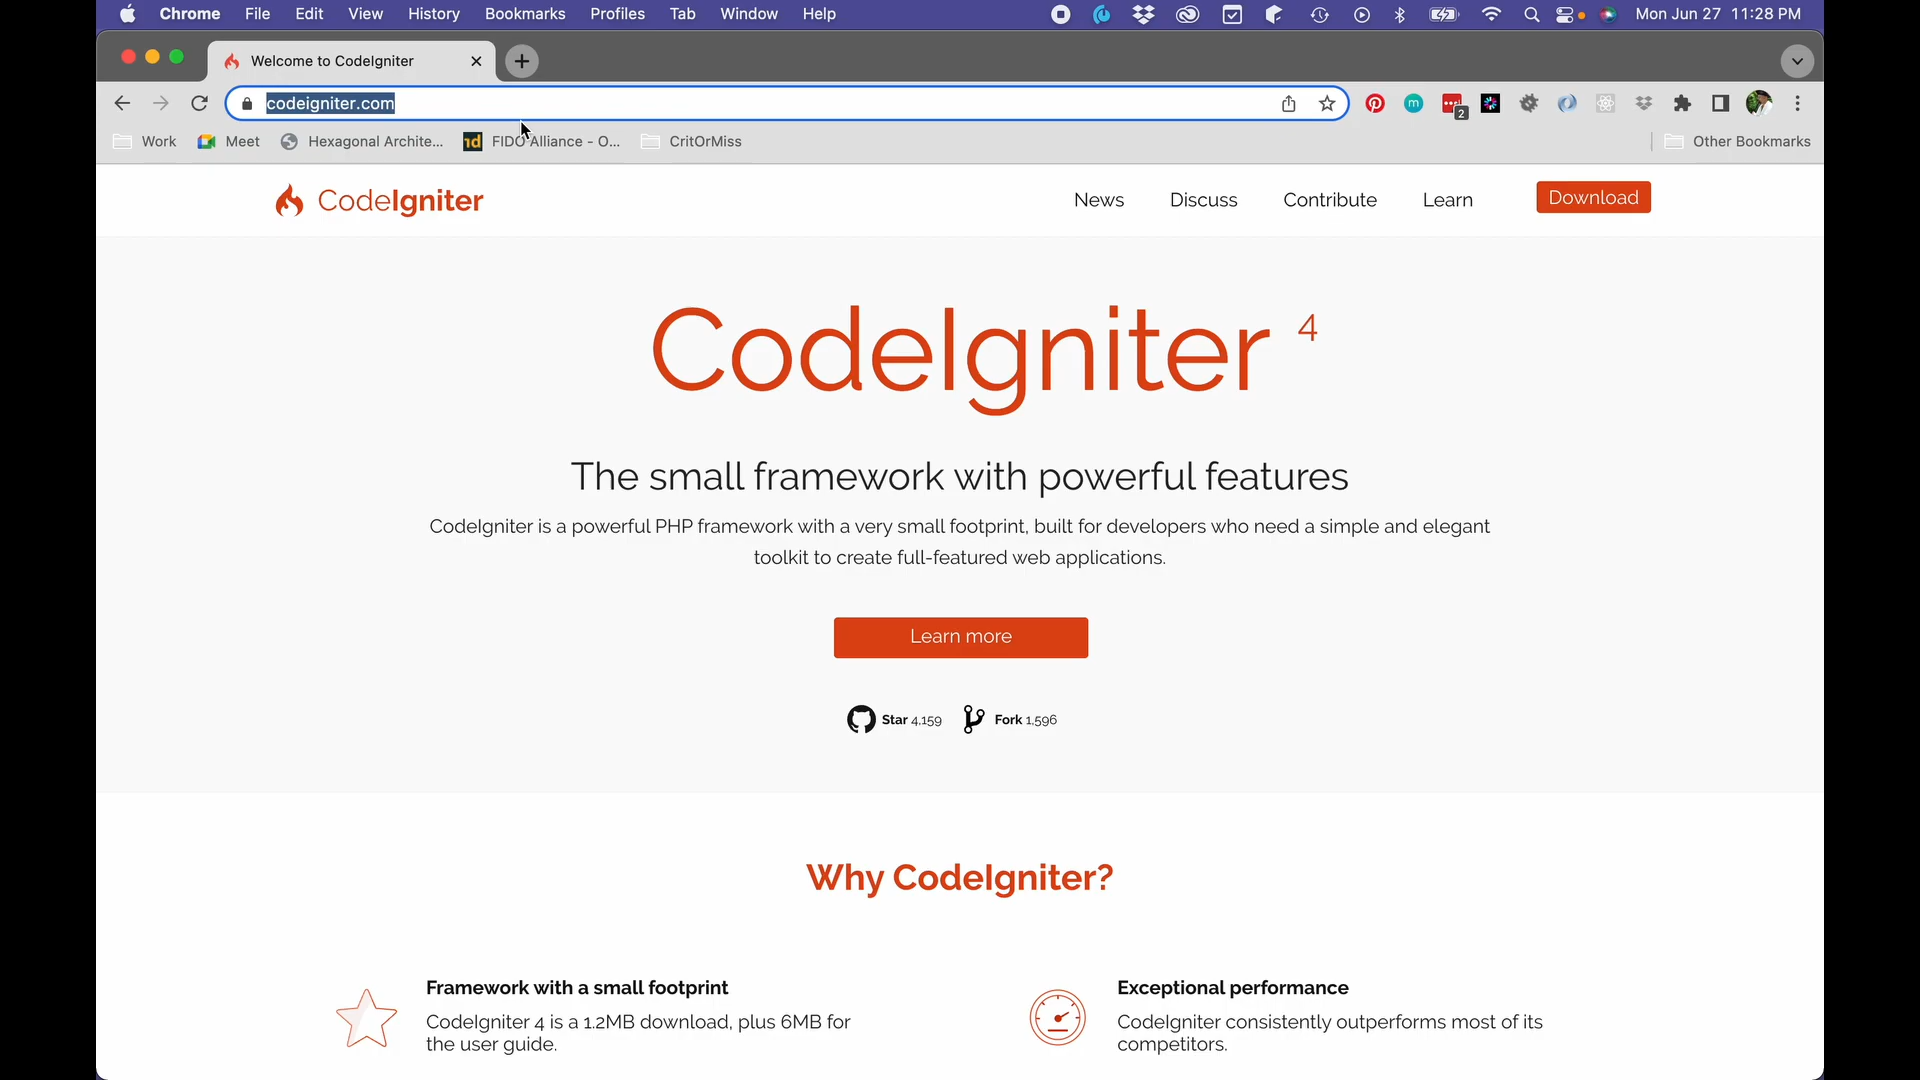 Chrome File Edit View History Bookmarks Profiles Tab Window Help Mon Jun 27 11:28 PM
Welcome to CodeIgniter
codeigniter.com
2
Work Meet Hexagonal Archite... FIDO Alliance - O... CritOrMiss Other Bookmarks
CodeIgniter News Discuss Contribute Learn Download
CodeIgniter 4
The small framework with powerful features
CodeIgniter is a powerful PHP framework with a very small footprint, built for developers who need a simple and elegant
toolkit to create full-featured web applications.
Learn more
Star 4,159 Fork 1,596
Why CodeIgniter?
Framework with a small footprint
CodeIgniter 4 is a 1.2MB download, plus 6MB for
the user guide.
Exceptional performance
CodeIgniter consistently outperforms most of its
competitors.